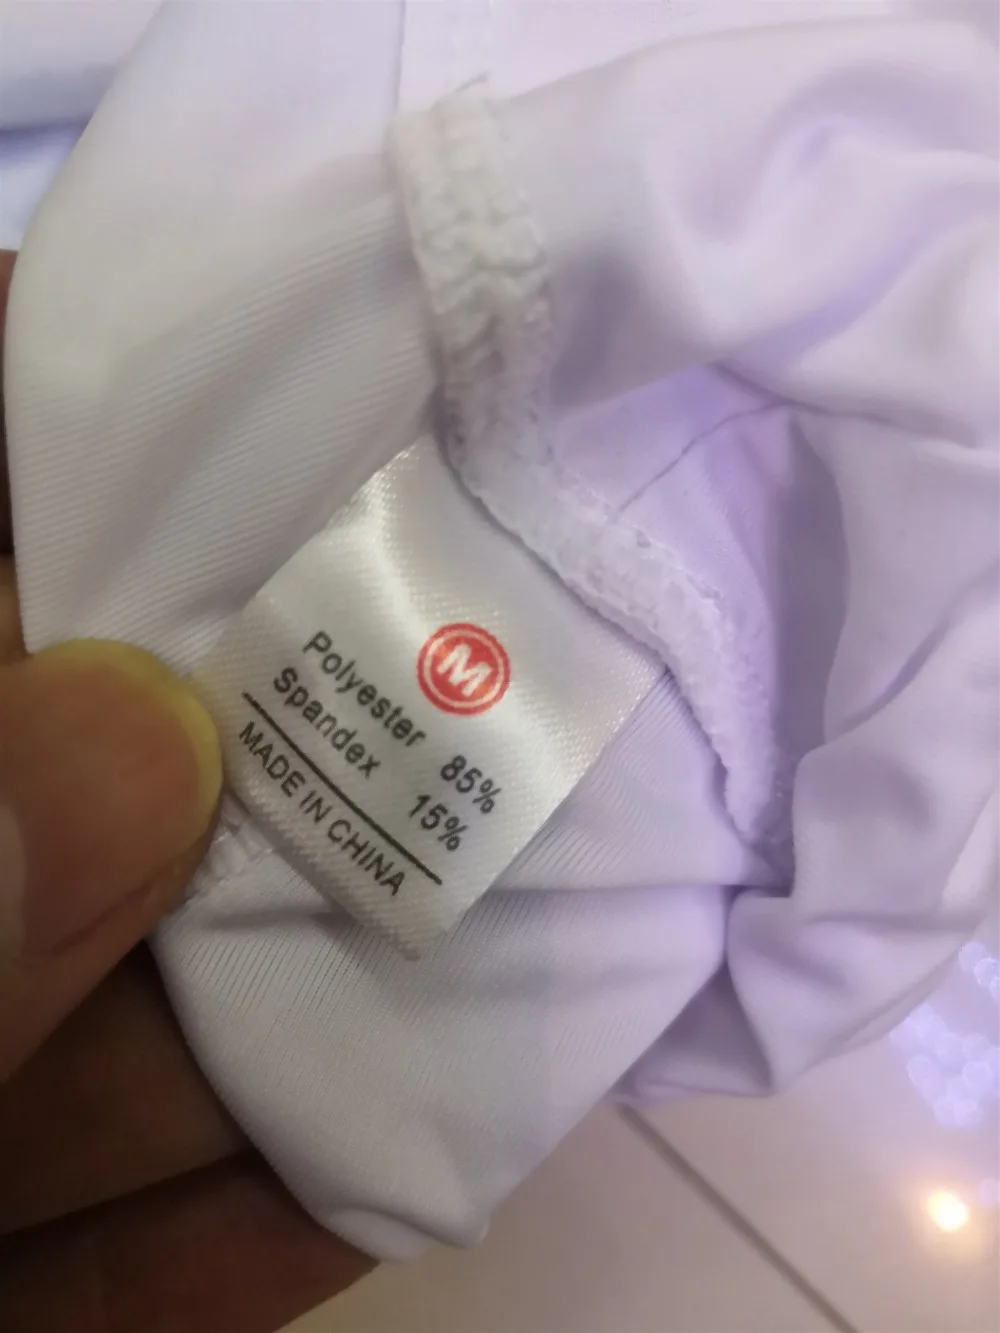 M
Polyester 85%
Spandex 15%
MADE IN CHINA